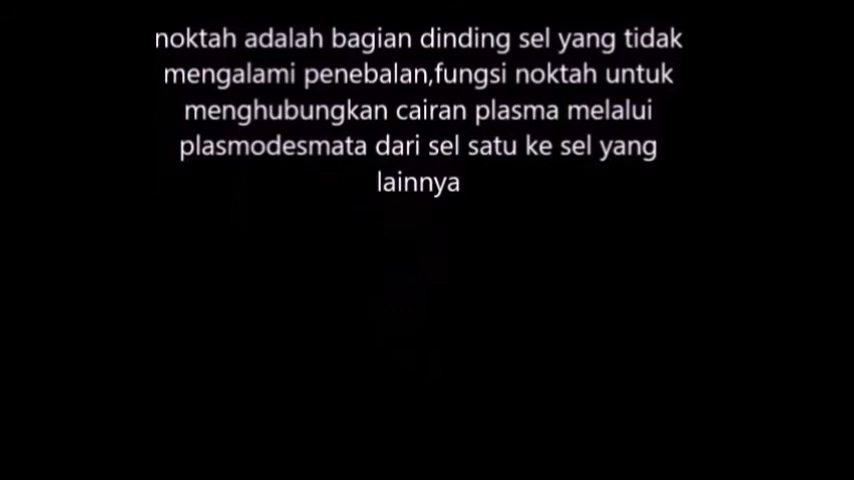 noktah adalah bagian dinding sel yang tidak
mengalami penebalan,fungsi noktah untuk
menghubungkan cairan plasma melalui
plasmodesmata dari sel satu ke sel yang
lainnya